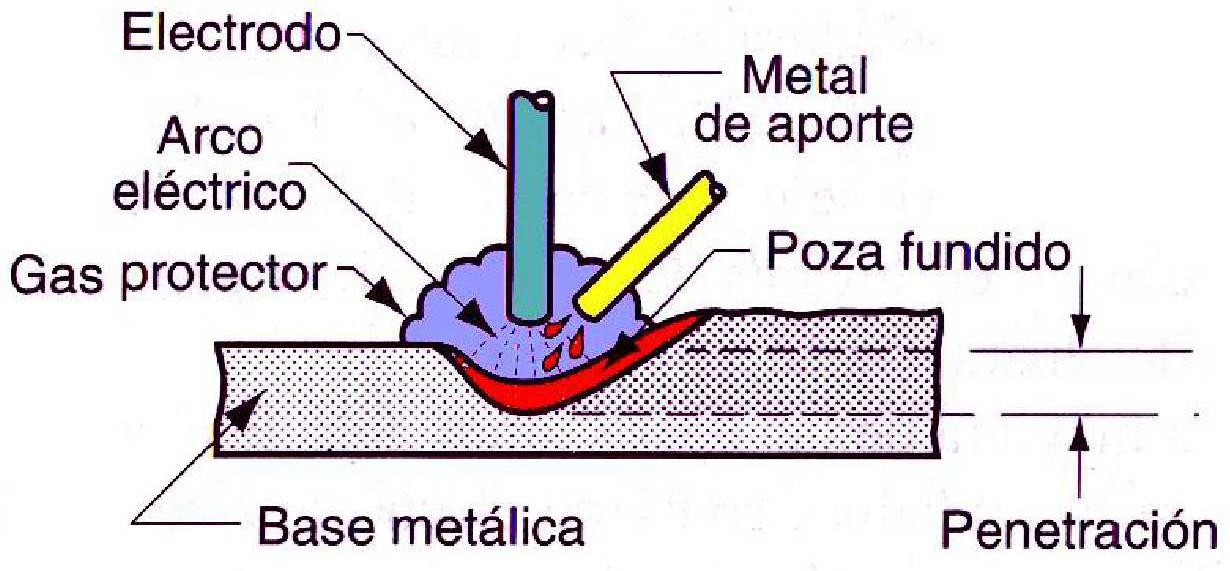 Electrodo
Metal
de aporte
Arco
eléctrico
Gas protector
Poza fundido
Base metálica
Penetración